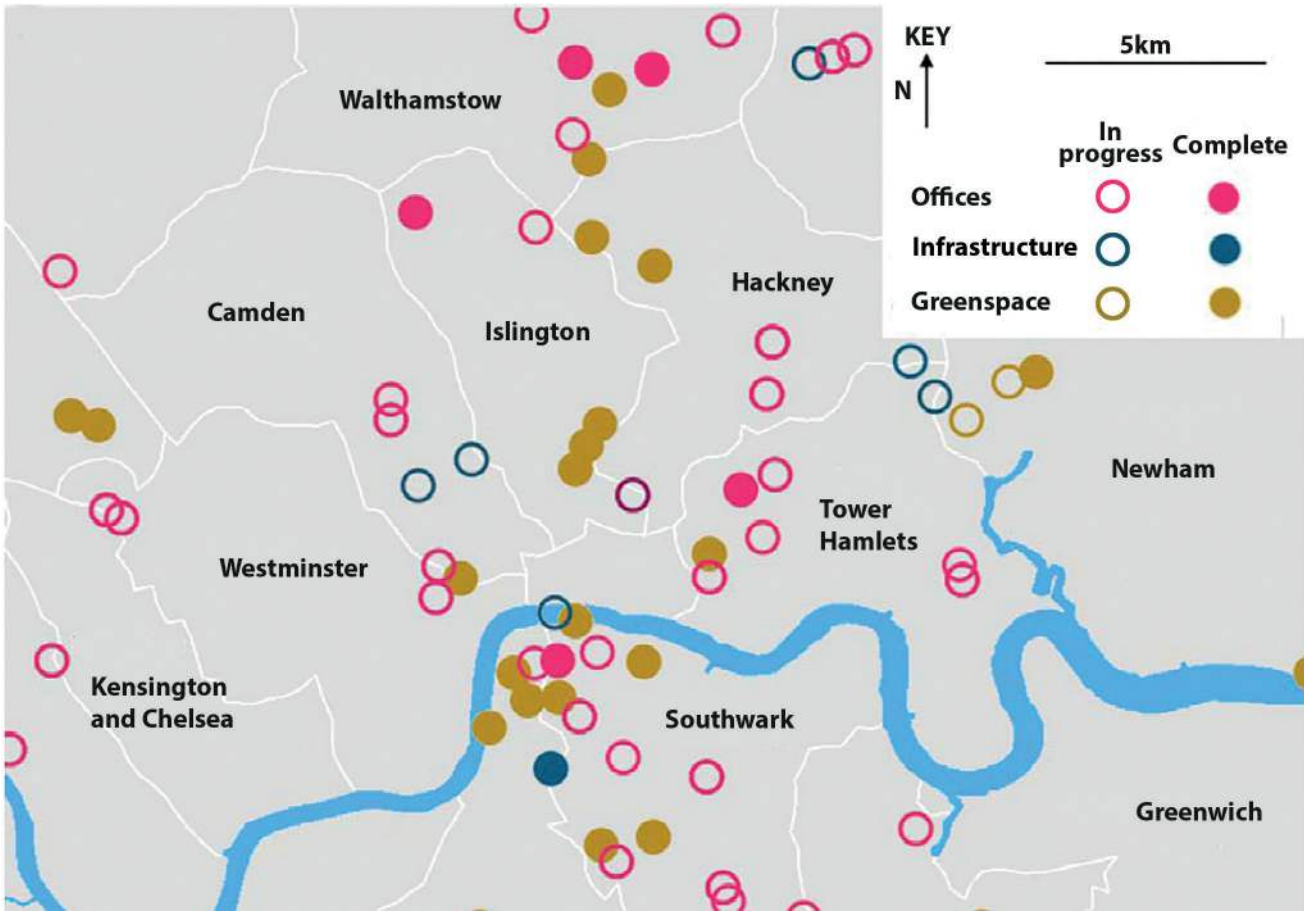 KEY
5km
N
In
progress
Complete
Offices
Infrastructure
Greenspace
Walthamstow
Camden
Islington
Hackney
Newham
Tower
Hamlets
Westminster
Kensington
and Chelsea
Southwark
Greenwich